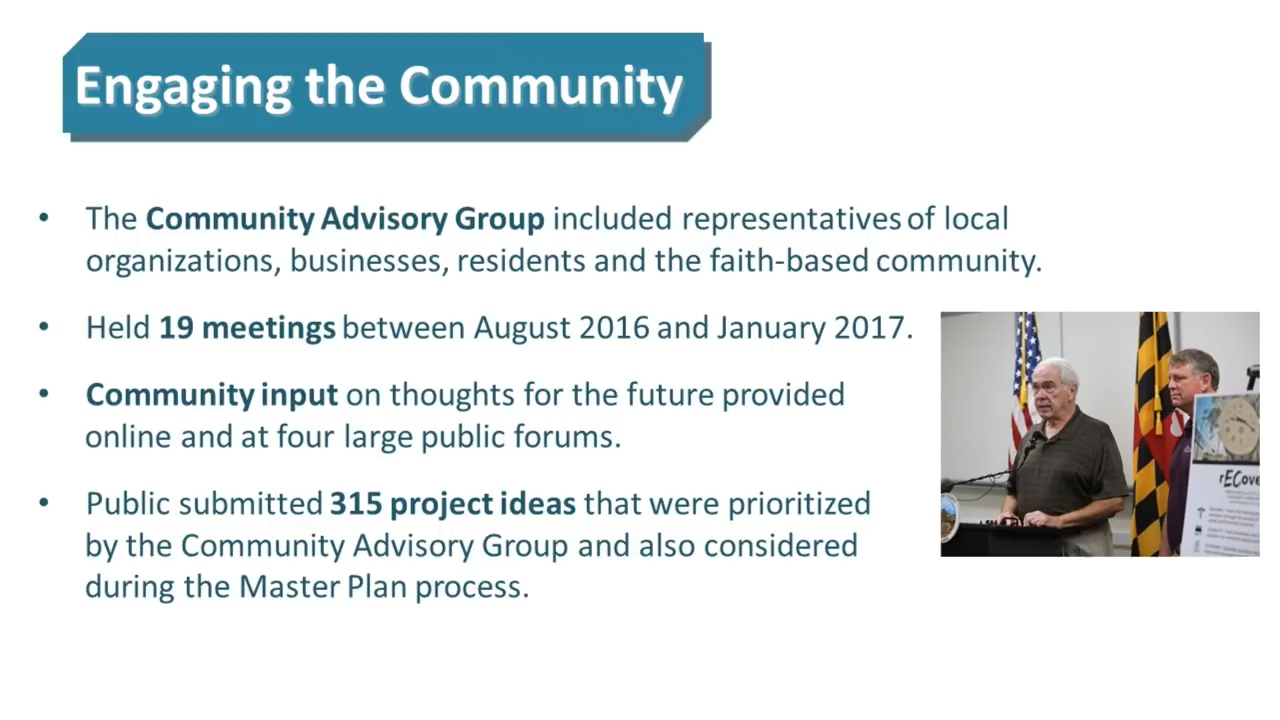 Engaging the Community
• The Community Advisory Group included representatives of local
organizations, businesses, residents and the faith-based community.
• Held 19 meetings between August 2016 and January 2017.
• Community input on thoughts for the future provided
online and at four large public forums.
• Public submitted 315 project ideas that were prioritized
by the Community Advisory Group and also considered
during the Master Plan process.
rECove